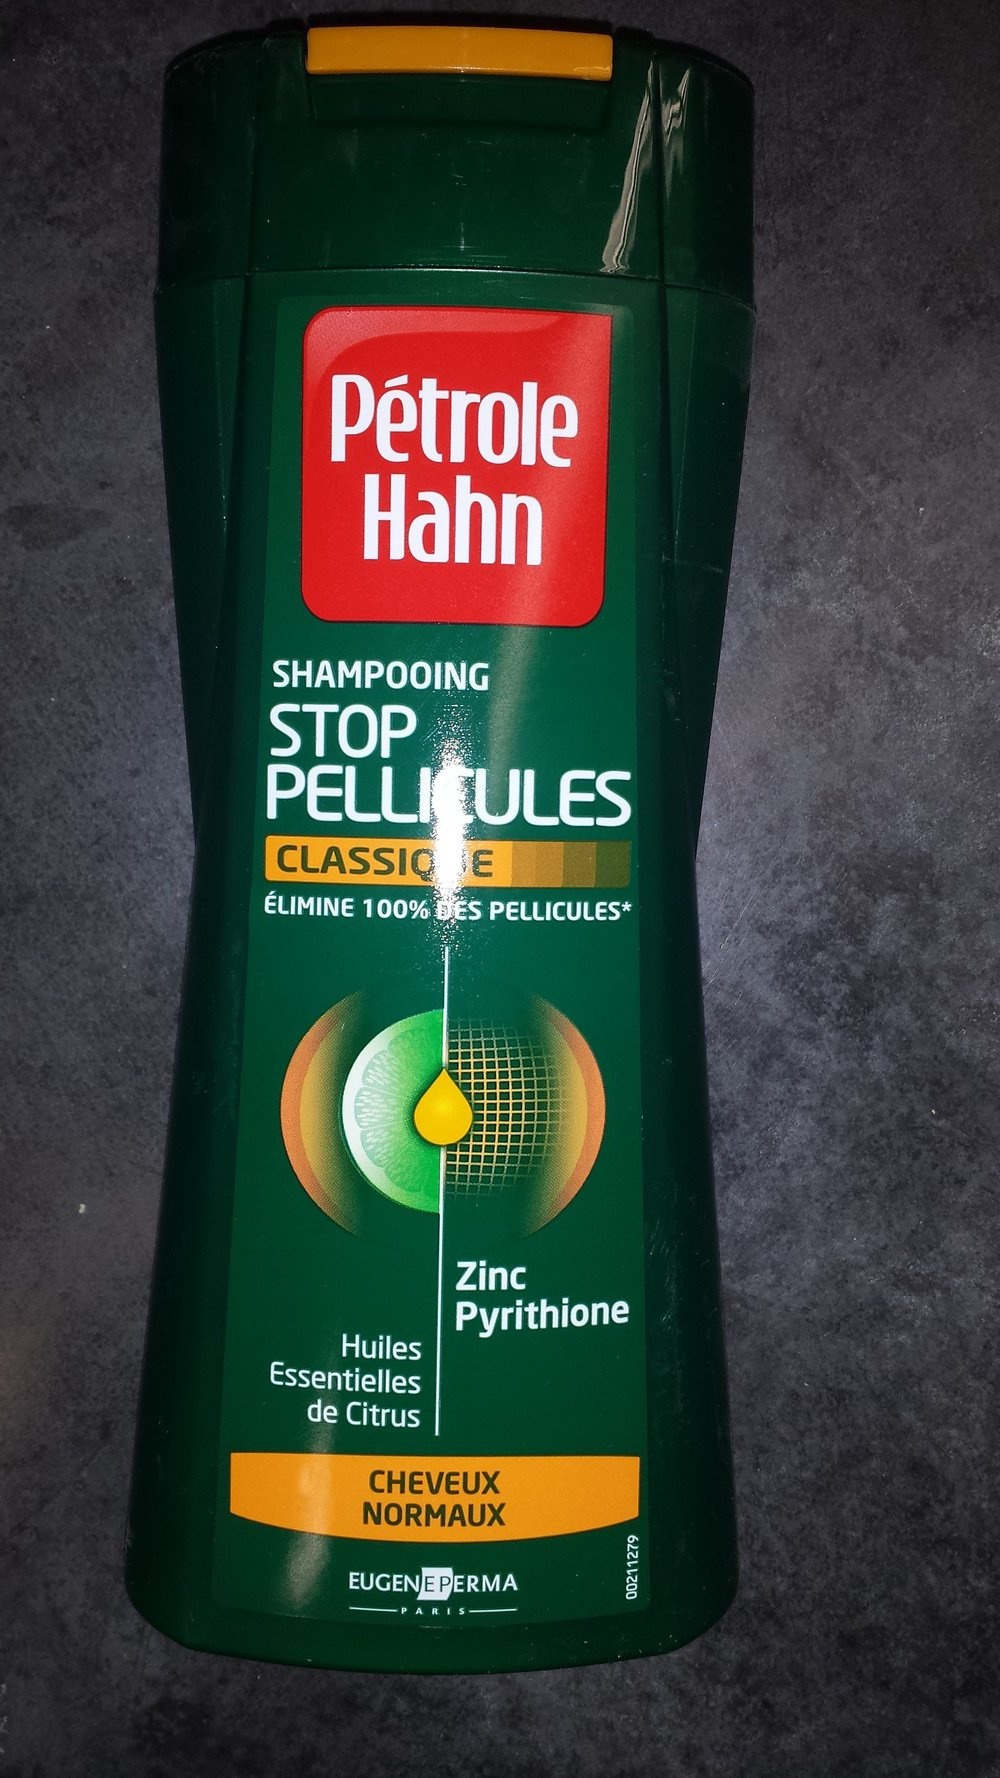 Pétrole
Hahn
SHAMPOOING
STOP
PELLICULES
CLASSIQUE
ÉLIMINE 100% DES PELLICULES*
Zinc
Pyrithione
Huiles
Essentielles
de Citrus
CHEVEUX
NORMAUX
EUGENEPERMA
PARIS
00211279